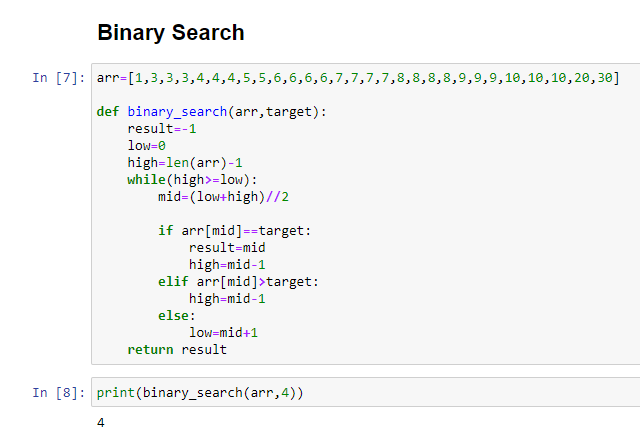 Binary Search
In [7]: arr=[1,3,3,3,4,4,4,5,5,6,6,6,6,7,7,7,7,8,8,8,8,9,9,9,10,10,10,20,30]
def binary_search(arr,target):
    result=-1
    low=0
    high=len(arr)-1
    while(high>=low):
        mid=(low+high)//2
        if arr[mid]==target:
            result=mid
            high=mid-1
        elif arr[mid]>target:
            high=mid-1
        else:
            low=mid+1
    return result
In [8]: print(binary_search(arr,4))
4